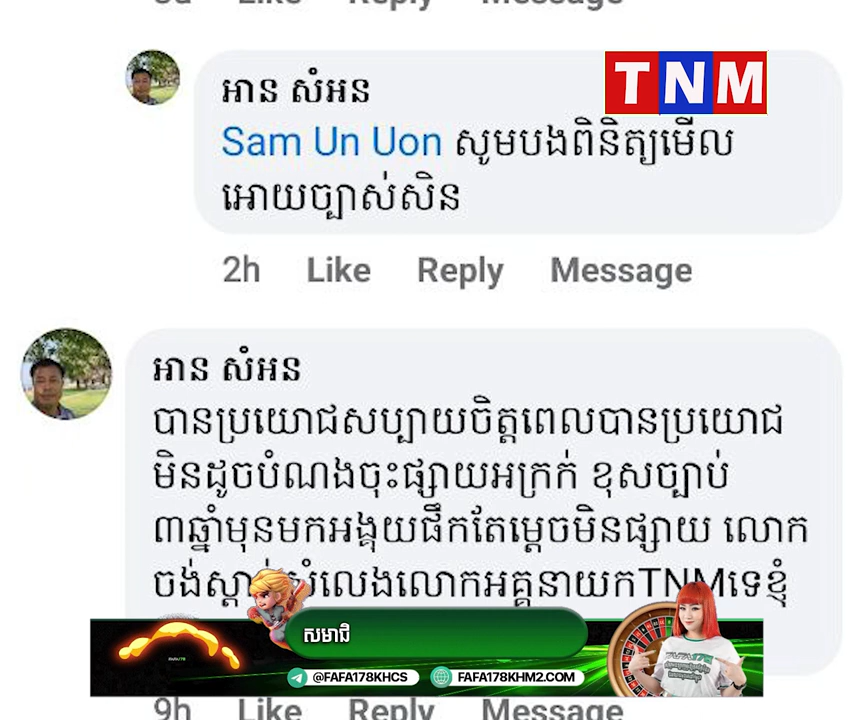 Like Reply Message
អាន សំអន
TNM
Sam Un Uon សូមបងពិនិត្យមើល
អោយច្បាស់សិន
2h Like Reply Message
អាន សំអន
បានប្រយោជសប្បាយចិត្តពេលបានប្រយោជ
មិនដូចបំណងចុះផ្សាយអក្រក់ ខុសច្បាប់
៣ឆ្នាំមុនមកអង្គុយផឹកតែម្តេចមិនផ្សាយ លោក
ចង់ស្តាប់សំលេងលោកអគ្គនាយកTNMទេខ្ញុំ
សមាជិ
@FAFA178KHCS FAFA178KHM2.COM
9h Like Reply Message